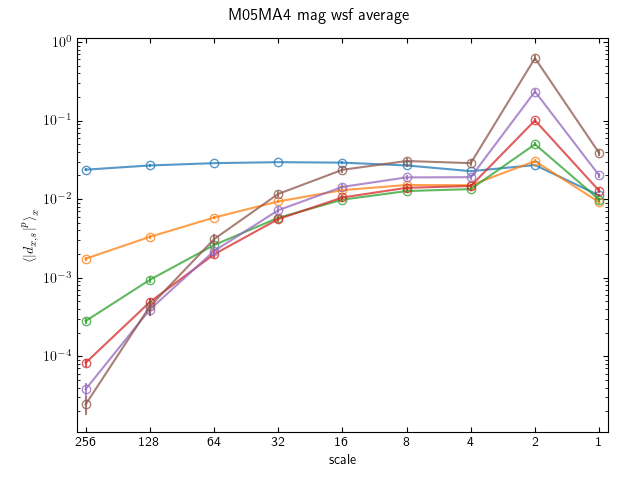 M05MA4 mag wsf average
10⁰
10⁻¹
10⁻²
10⁻³
10⁻⁴
⟨|d_{x,s}|^p⟩_x
256 128 64 32 16 8 4 2 1
scale